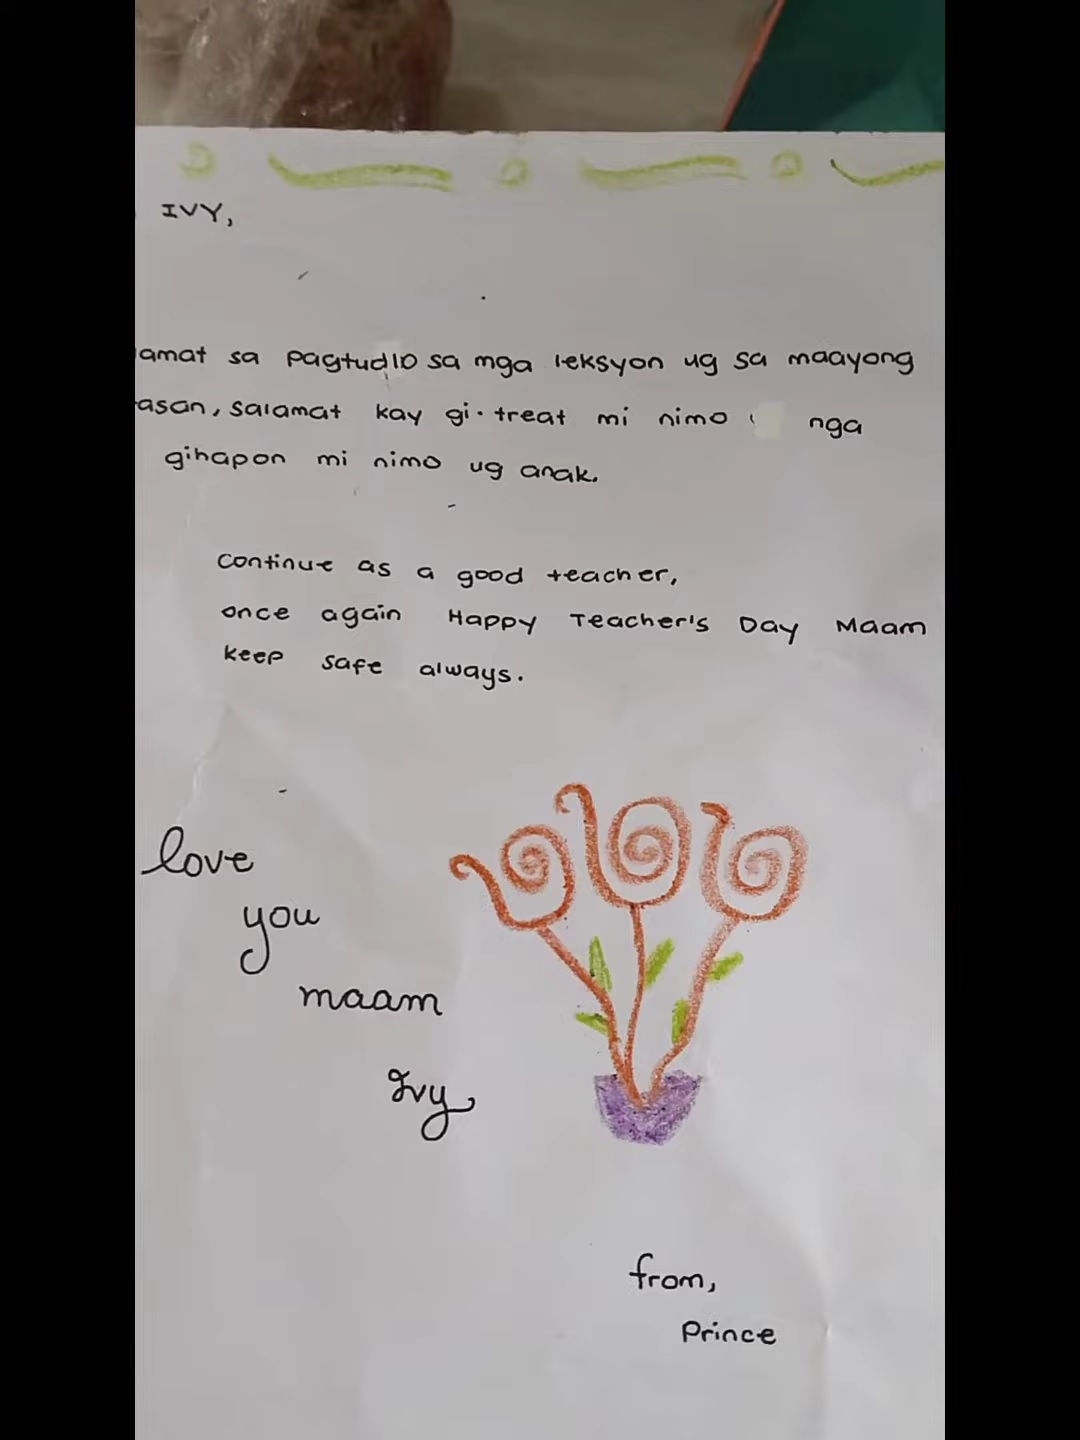 IVY,
amat sa pagtudlo sa mga leksyon ug sa maayong
asan, salamat kay gi-treat mi nimo nga
gihapon mi nimo ug anak.
Continue as a good teacher,
once again Happy Teacher's Day Maam
keep safe always.
love
you
maam
Ivy
from,
Prince